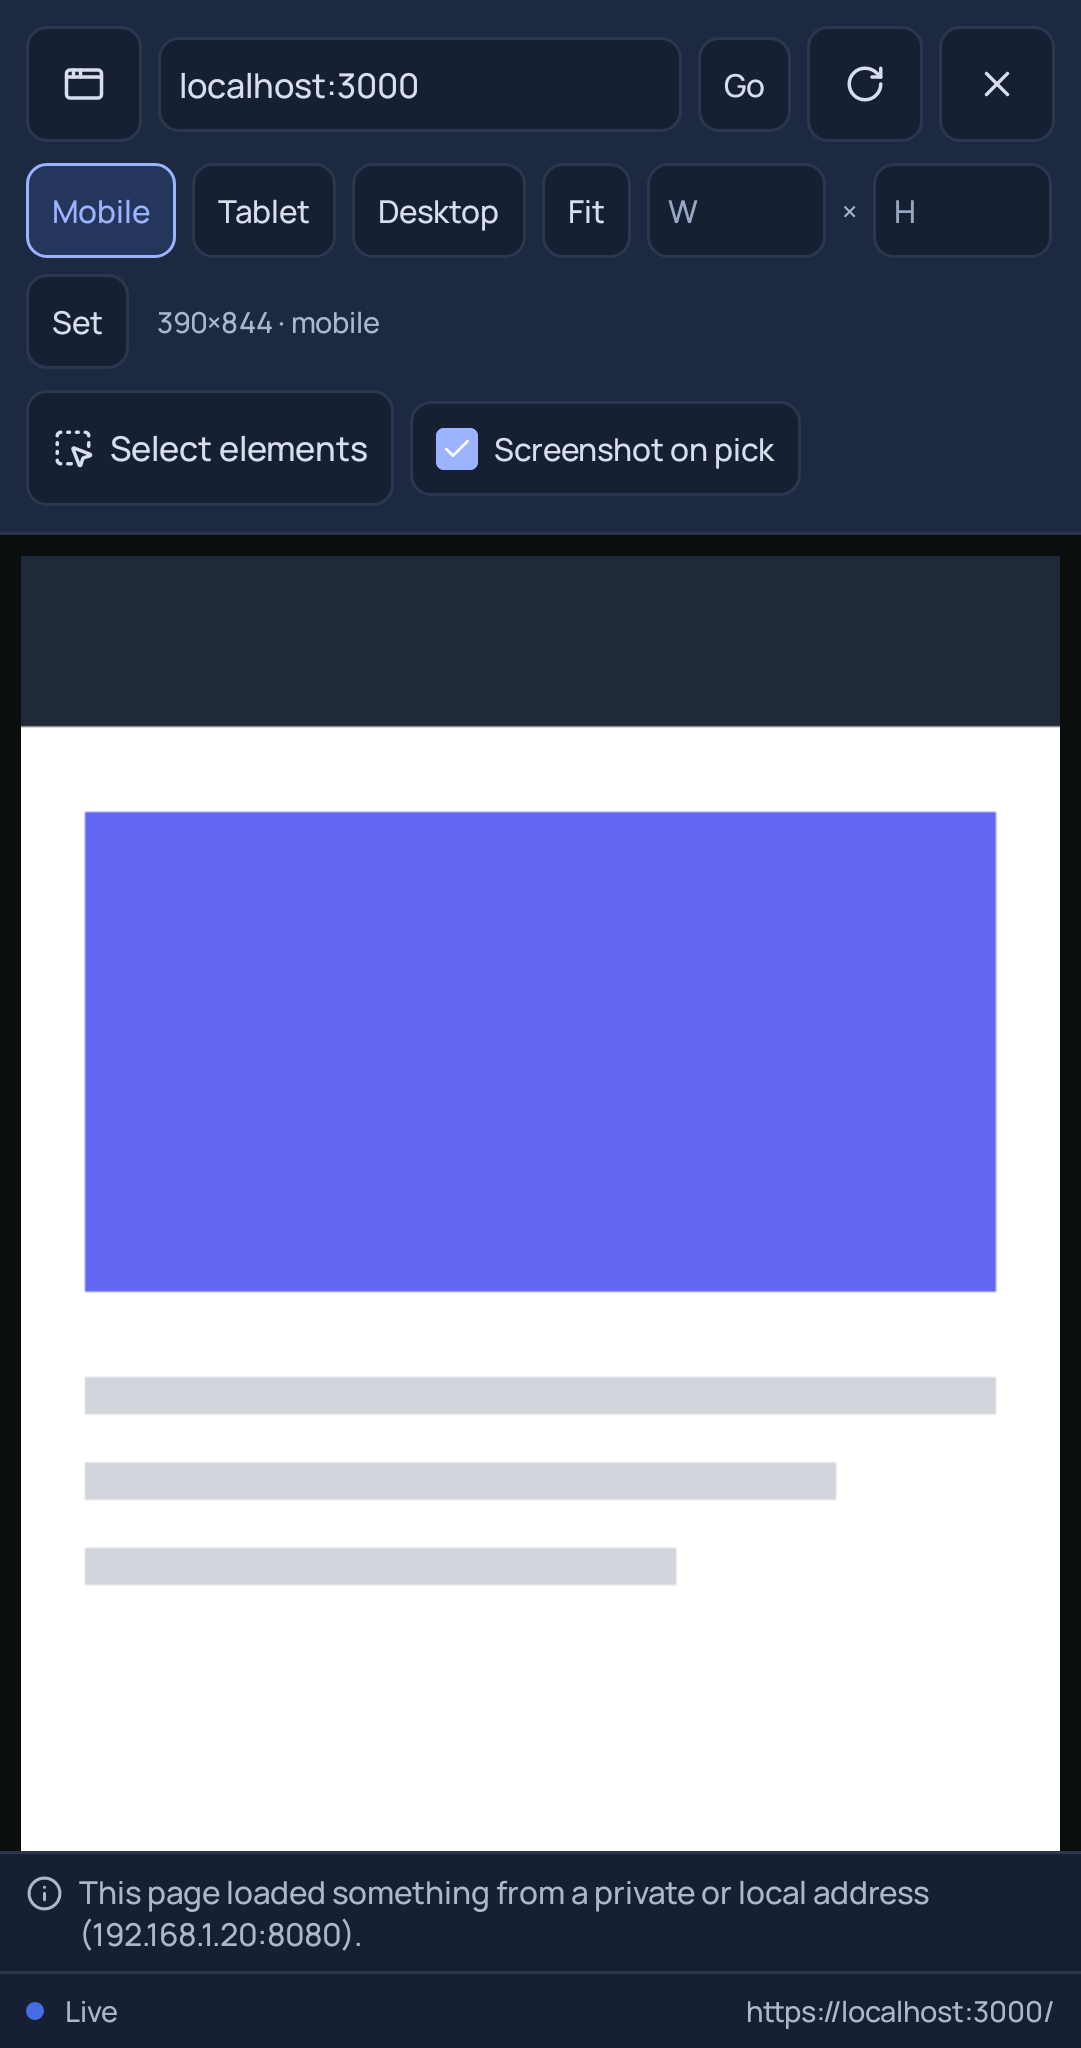 localhost:3000
Go
Mobile
Tablet
Desktop
Fit
W
×
H
Set
390×844 · mobile
Select elements
Screenshot on pick
This page loaded something from a private or local address
(192.168.1.20:8080).
Live
https://localhost:3000/